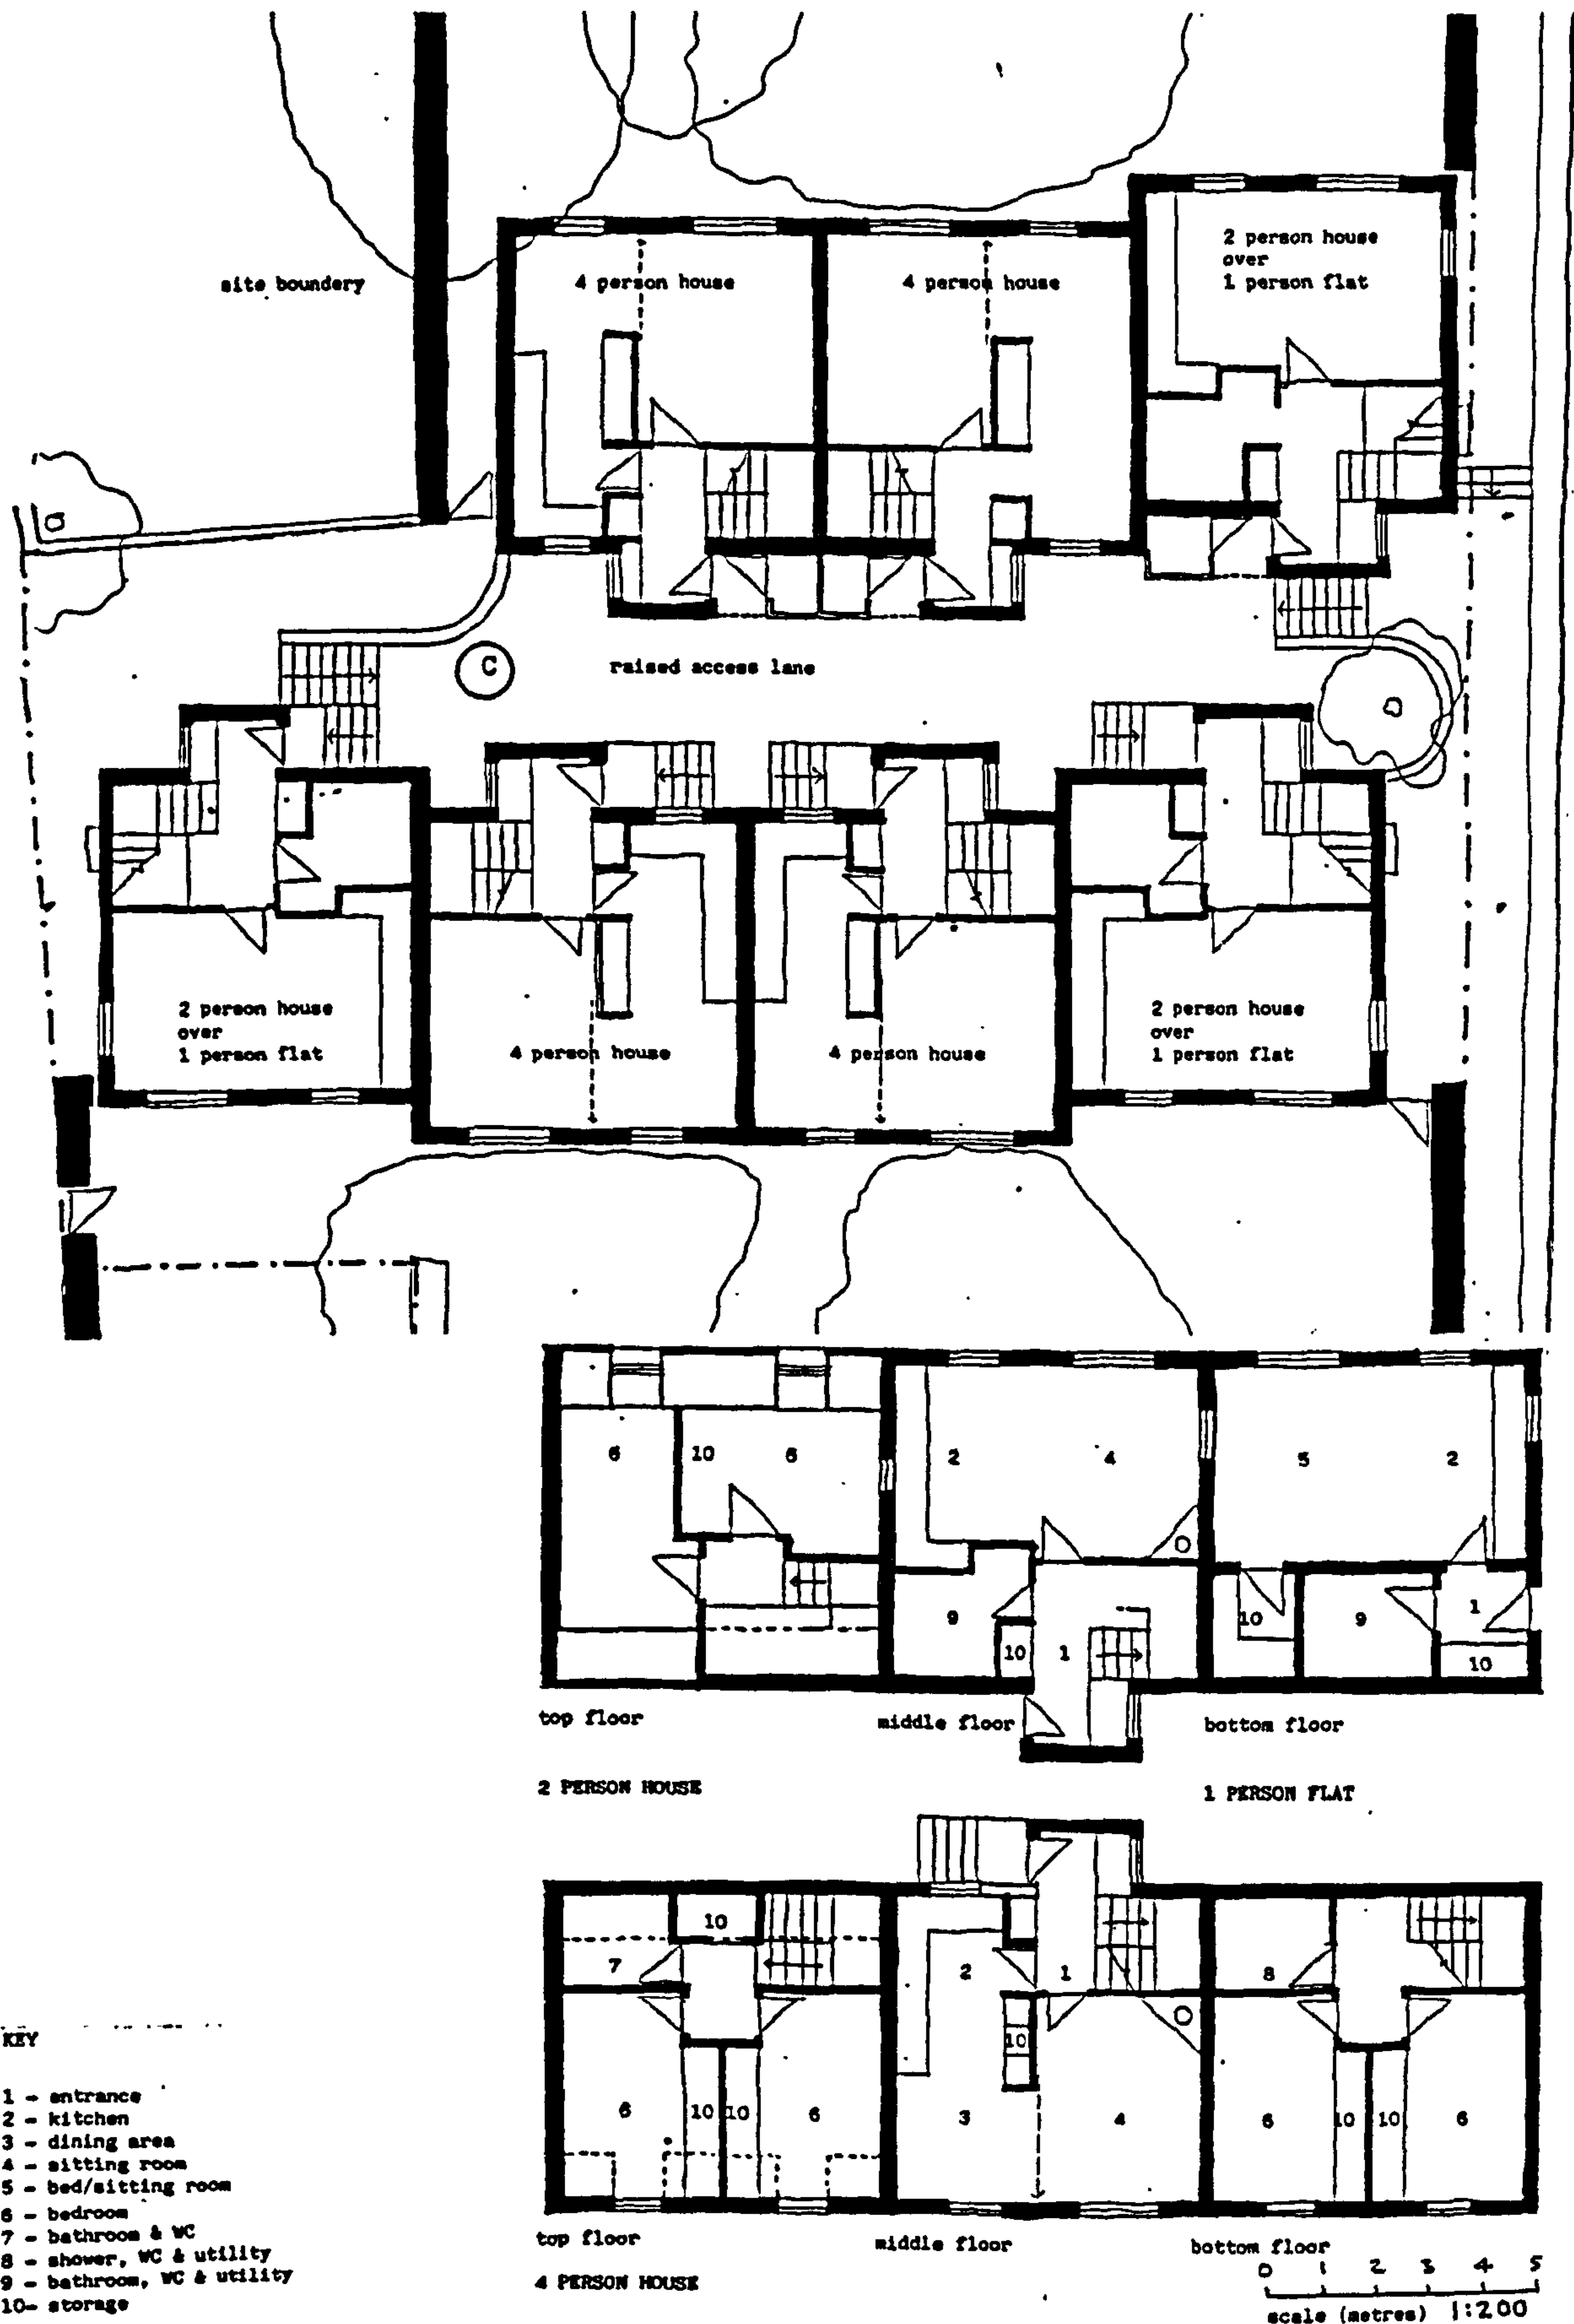 2 person house
over
1 person flat
site boundery
4 person house
4 person house
C
raised access lane
2 person house
over
1 person flat
4 person house
4 person house
2 person house
over
1 person flat
6
10
6
2
4
5
2
9
10
1
10
9
1
10
top floor
middle floor
bottom floor
2 PERSON HOUSE
1 PERSON FLAT
10
7
2
1
8
10
6
10
10
6
3
4
6
10
10
6
top floor
middle floor
bottom floor
4 PERSON HOUSE
KEY
1 - entrance
2 - kitchen
3 - dining area
4 - sitting room
5 - bed/sitting room
6 - bedroom
7 - bathroom & WC
8 - shower, WC & utility
9 - bathroom, WC & utility
10- storage
0 1 2 3 4 5
scale (metres) 1:200